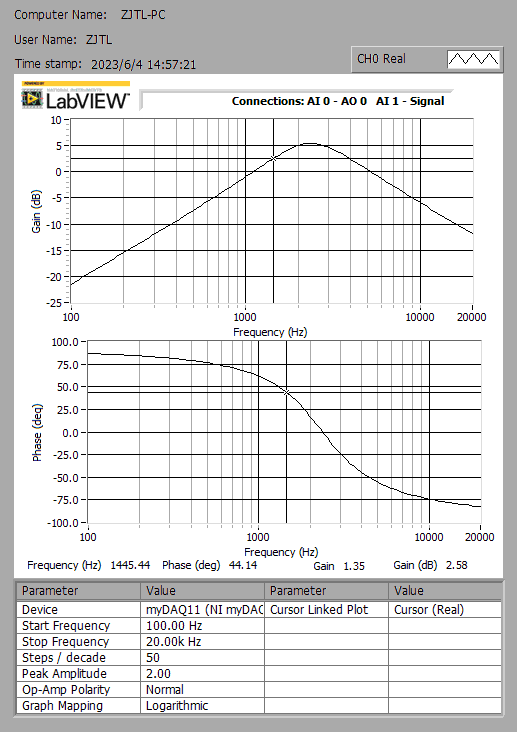 Computer Name: ZJTL-PC
User Name: ZJTL
Time stamp: 2023/6/4 14:57:21
CH0 Real
POWERED BY
NATIONAL INSTRUMENTS
LabVIEW™
Connections: AI 0 - AO 0 AI 1 - Signal
10
5
0
-5
-10
-15
-20
-25
Gain (dB)
100 1000 10000 20000
Frequency (Hz)
100.0
75.0
50.0
25.0
0.0
-25.0
-50.0
-75.0
-100.0
Phase (deg)
100 1000 10000 20000
Frequency (Hz)
Frequency (Hz) 1445.44 Phase (deg) 44.14 Gain 1.35 Gain (dB) 2.58
Parameter Value Parameter Value
Device myDAQ11 (NI myDAQ Cursor Linked Plot Cursor (Real)
Start Frequency 100.00 Hz
Stop Frequency 20.00k Hz
Steps / decade 50
Peak Amplitude 2.00
Op-Amp Polarity Normal
Graph Mapping Logarithmic